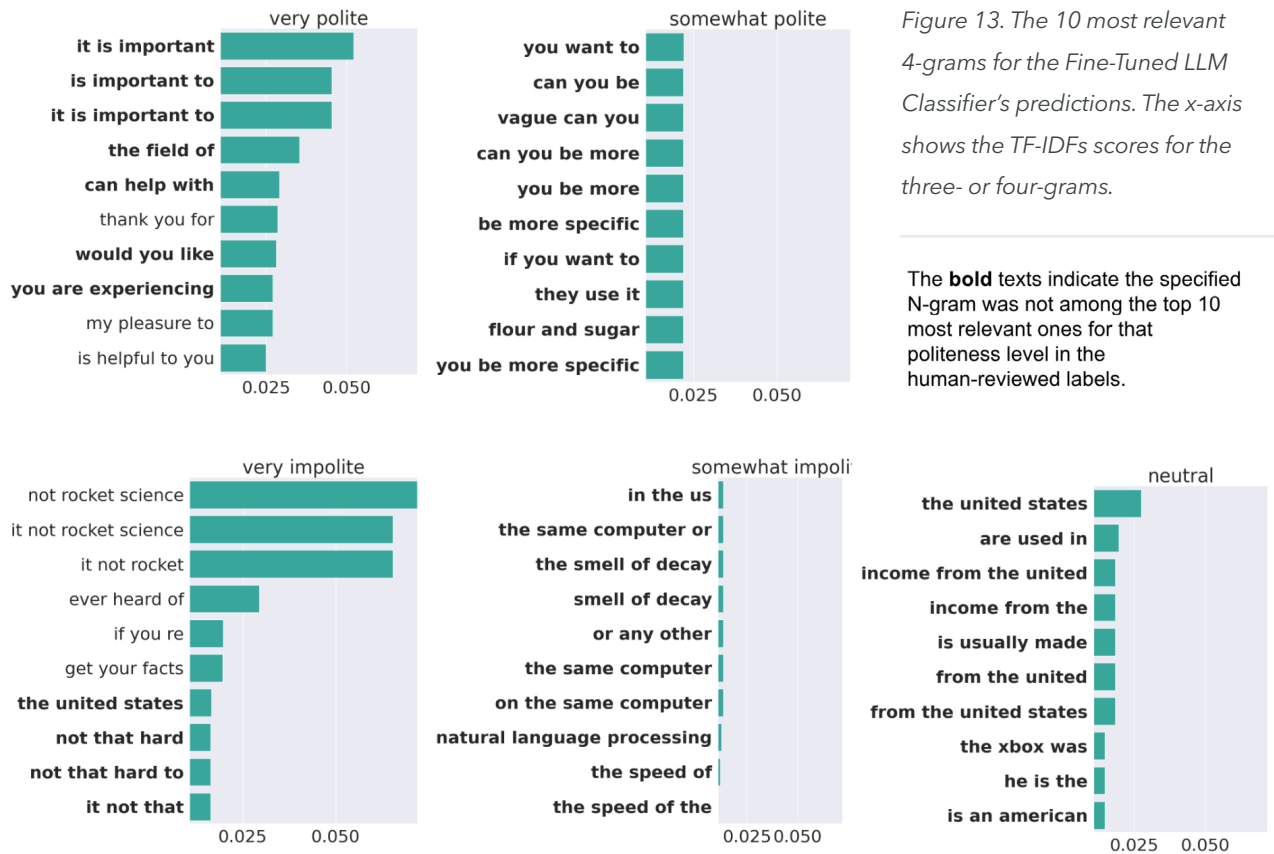 very polite
it is important
is important to
it is important to
the field of
can help with
thank you for
would you like
you are experiencing
my pleasure to
is helpful to you
0.025 0.050
somewhat polite
you want to
can you be
vague can you
can you be more
you be more
be more specific
if you want to
they use it
flour and sugar
you be more specific
0.025 0.050
Figure 13. The 10 most relevant
4-grams for the Fine-Tuned LLM
Classifier’s predictions. The x-axis
shows the TF-IDFs scores for the
three- or four-grams.
The bold texts indicate the specified
N-gram was not among the top 10
most relevant ones for that
politeness level in the
human-reviewed labels.
very impolite
not rocket science
it not rocket science
it not rocket
ever heard of
if you re
get your facts
the united states
not that hard
not that hard to
it not that
0.025 0.050
somewhat impoli
in the us
the same computer or
the smell of decay
smell of decay
or any other
the same computer
on the same computer
natural language processing
the speed of
the speed of the
0.025 0.050
neutral
the united states
are used in
income from the united
income from the
is usually made
from the united
from the united states
the xbox was
he is the
is an american
0.025 0.050